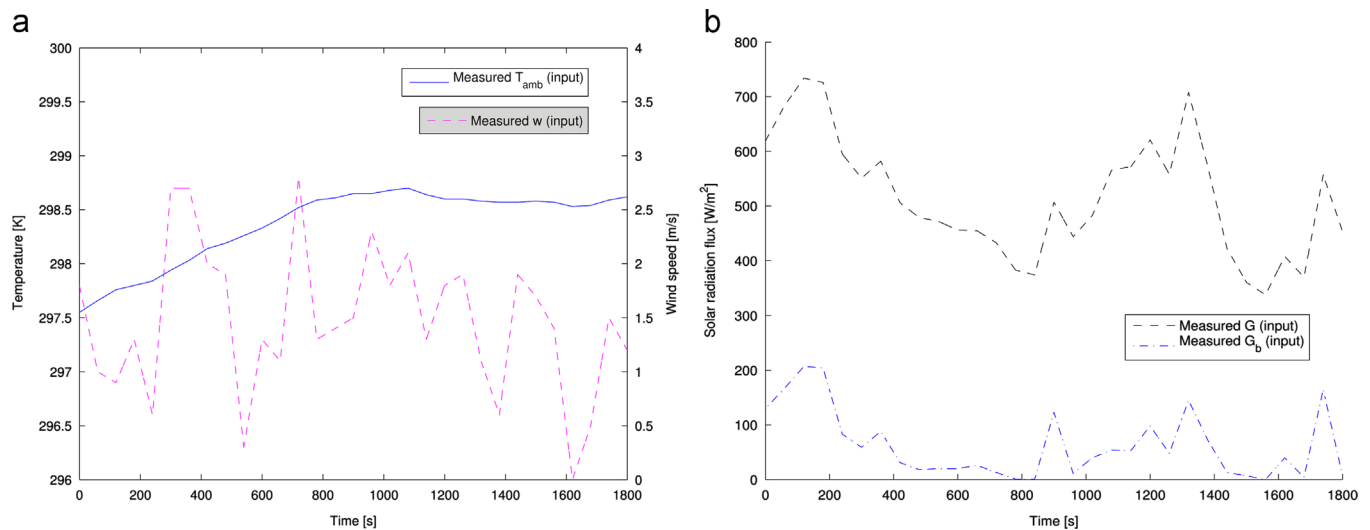 a
300
299.5
299
298.5
298
297.5
297
296.5
296
Temperature [K]
0 200 400 600 800 1000 1200 1400 1600 1800
Time [s]
4
3.5
3
2.5
2
1.5
1
0.5
0
Wind speed [m/s]
Measured T_amb (input)
Measured w (input)
b
800
700
600
500
400
300
200
100
0
Solar radiation flux [W/m²]
0 200 400 600 800 1000 1200 1400 1600 1800
Time [s]
Measured G (input)
Measured G_b (input)